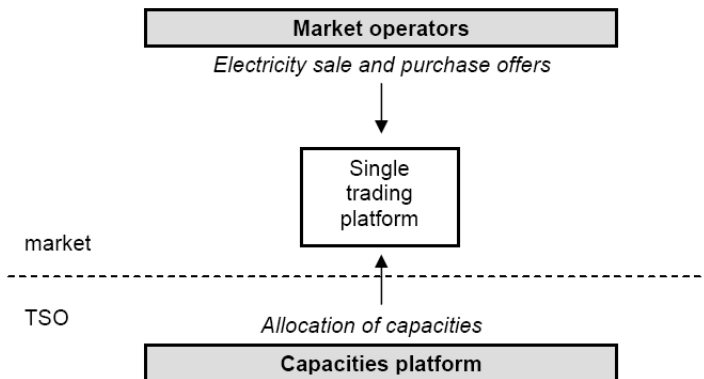 Market operators
Electricity sale and purchase offers
Single
trading
platform
market
TSO
Allocation of capacities
Capacities platform